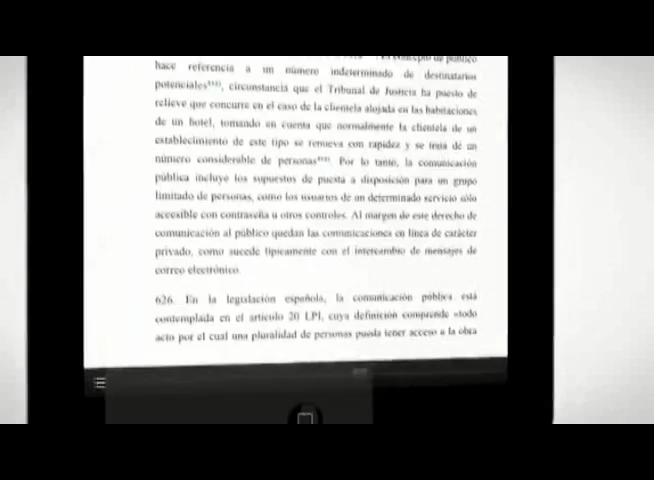 concepto de público
hace referencia a un número indeterminado de destinatarios
potenciales, circunstancia que el Tribunal de Justicia ha puesto de
relieve que concurre en el caso de la clientela alojada en las habitaciones
de un hotel, tomando en cuenta que normalmente la clientela de un
establecimiento de este tipo se renueva con rapidez y se trata de un
número considerable de personas. Por lo tanto, la comunicación
pública incluye los supuestos de puesta a disposición para un grupo
limitado de personas, como los usuarios de un determinado servicio sólo
accesible con contraseña u otros controles. Al margen de este derecho de
comunicación al público quedan las comunicaciones en línea de carácter
privado, como sucede típicamente con el intercambio de mensajes de
correo electrónico.
626. En la legislación española, la comunicación pública está
contemplada en el artículo 20 LPI, cuya definición comprende «todo
acto por el cual una pluralidad de personas pueda tener acceso a la obra